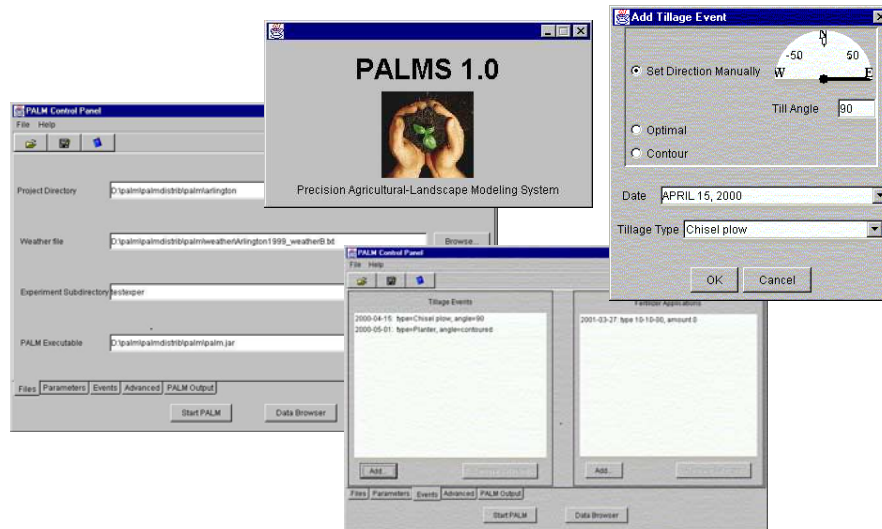 PALMS 1.0
Precision Agricultural-Landscape Modeling System
Add Tillage Event
N
-50 50
W E
Set Direction Manually
Till Angle 90
Optimal
Contour
Date APRIL 15, 2000
Tillage Type Chisel plow
OK Cancel
PALM Control Panel
File Help
Project Directory D:\palm\palmdistrib\palm\arlington
Weather file D:\palm\palmdistrib\palm\weather\Arlington1999_weatherB.txt Browse...
Experiment Subdirectory testexper
PALM Executable D:\palm\palmdistrib\palm\palm.jar
Files Parameters Events Advanced PALM Output
Start PALM Data Browser
PALM Control Panel
File Help
Tillage Events Fertilizer Applications
2000-04-15: type=Chisel plow, angle=90
2000-05-01: type=Planter, angle=contoured
2001-03-27: type 10-10-00, amount 0
Add... Add...
Files Parameters Events Advanced PALM Output
Start PALM Data Browser